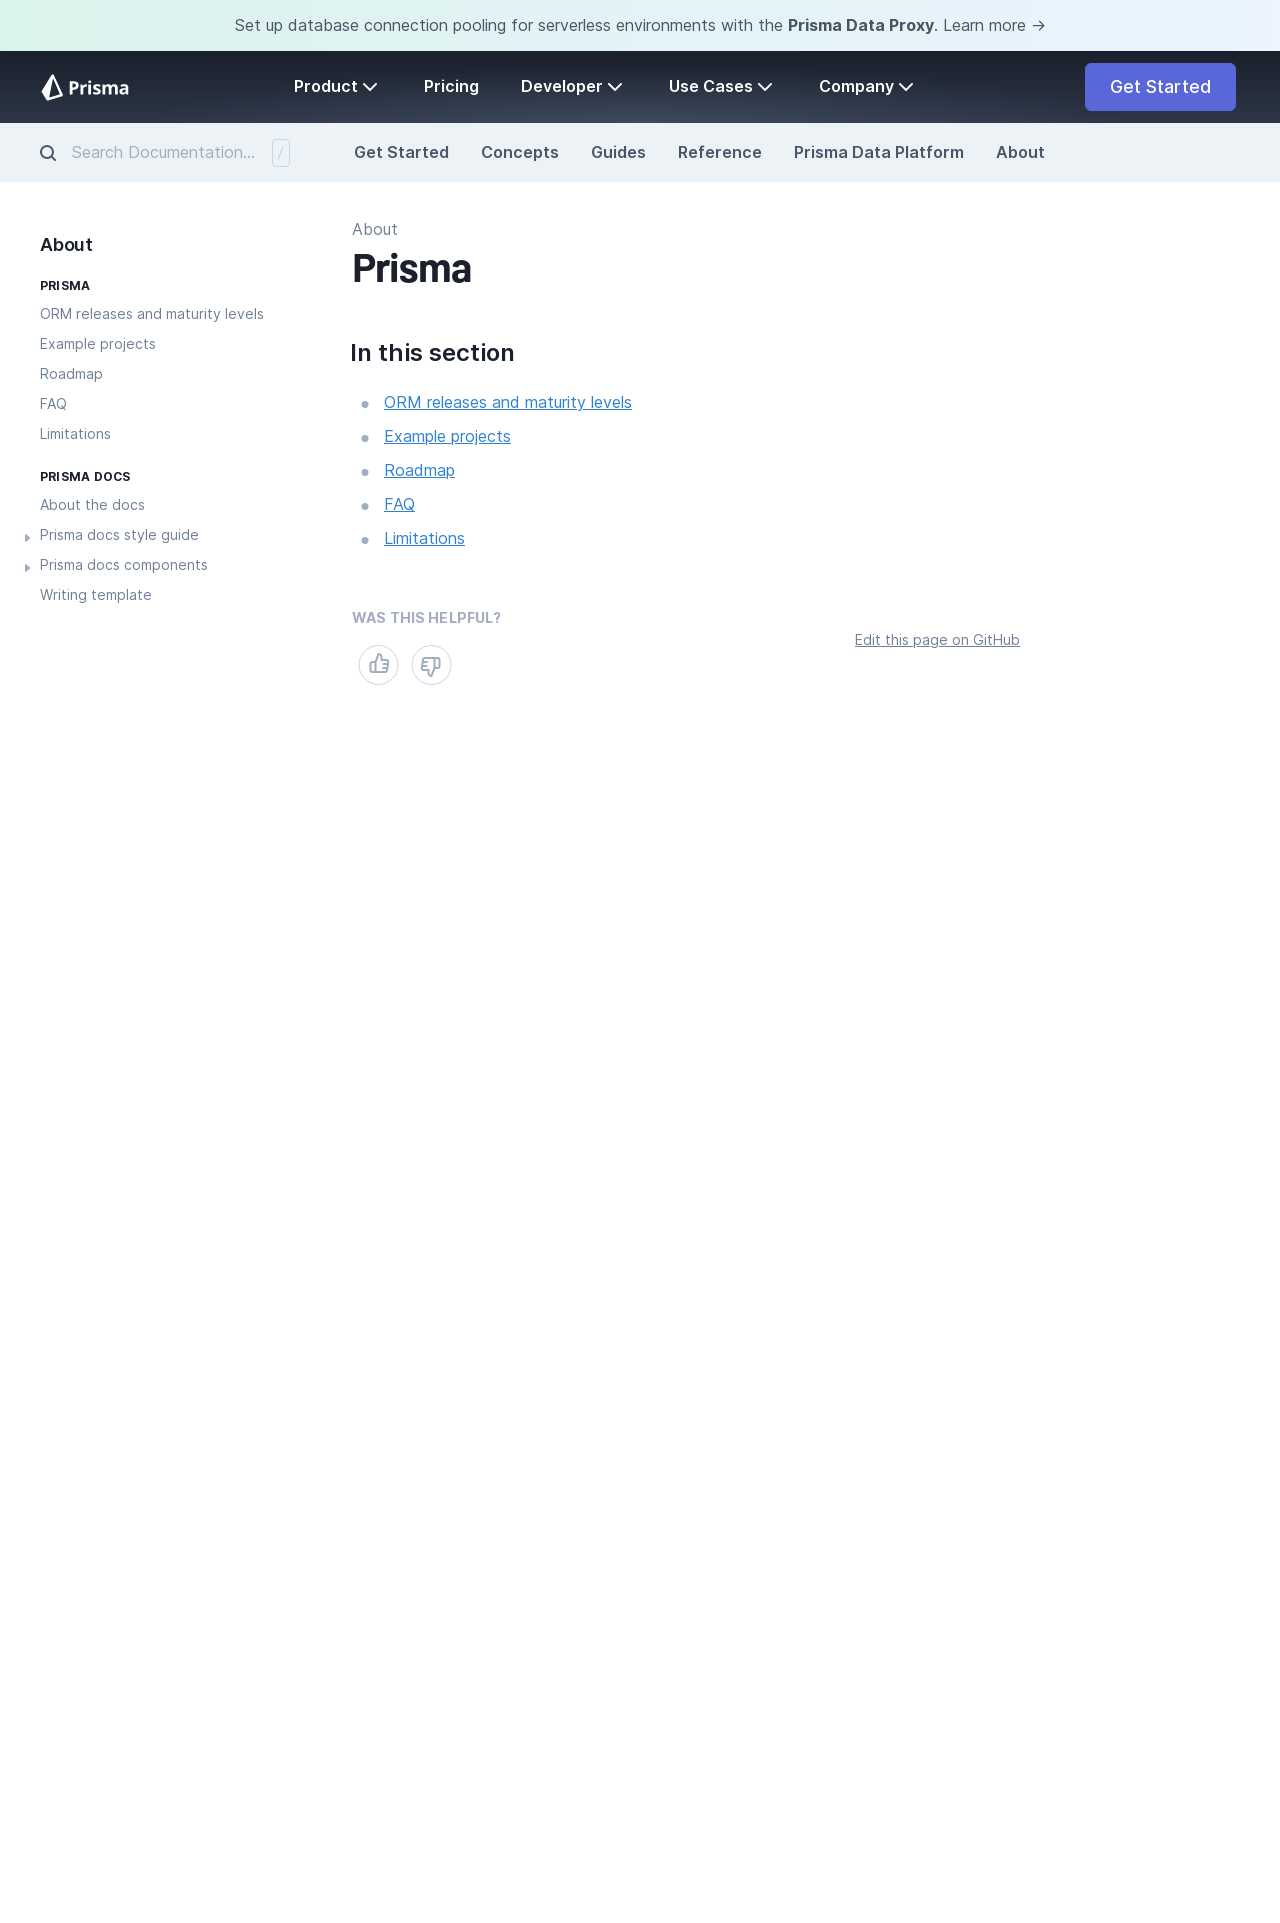 Set up database connection pooling for serverless environments with the Prisma Data Proxy. Learn more →
Prisma
Product
Pricing
Developer
Use Cases
Company
Get Started
Search Documentation...
/
Get Started
Concepts
Guides
Reference
Prisma Data Platform
About
About
PRISMA
ORM releases and maturity levels
Example projects
Roadmap
FAQ
Limitations
PRISMA DOCS
About the docs
Prisma docs style guide
Prisma docs components
Writing template
About
Prisma
In this section
ORM releases and maturity levels
Example projects
Roadmap
FAQ
Limitations
WAS THIS HELPFUL?
Edit this page on GitHub